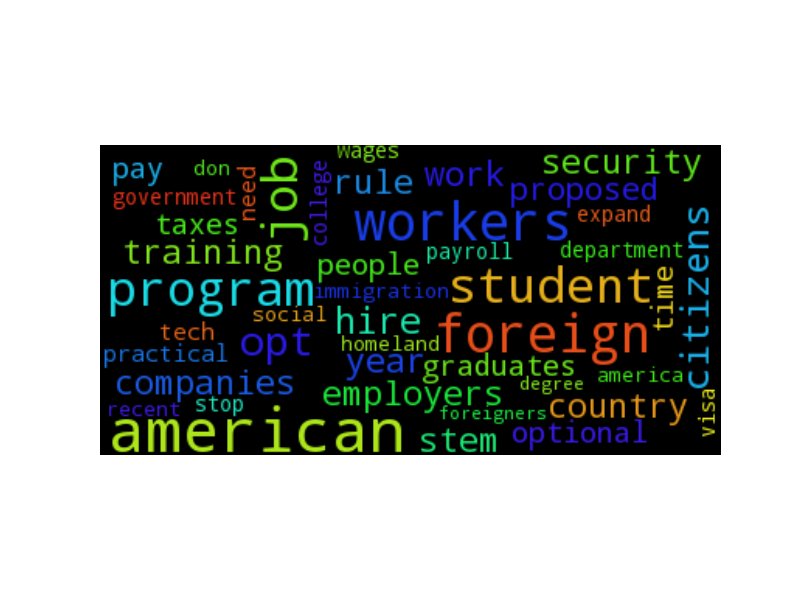 wages
pay
don
job
college
rule
work
security
government
need
proposed
taxes
workers
expand
citizens
training
people
payroll
department
program
immigration
student
time
social
tech
opt
hire
homeland
foreign
practical
year
graduates
companies
employers
degree
america
recent
stop
foreigners
country
visa
american
stem
optional